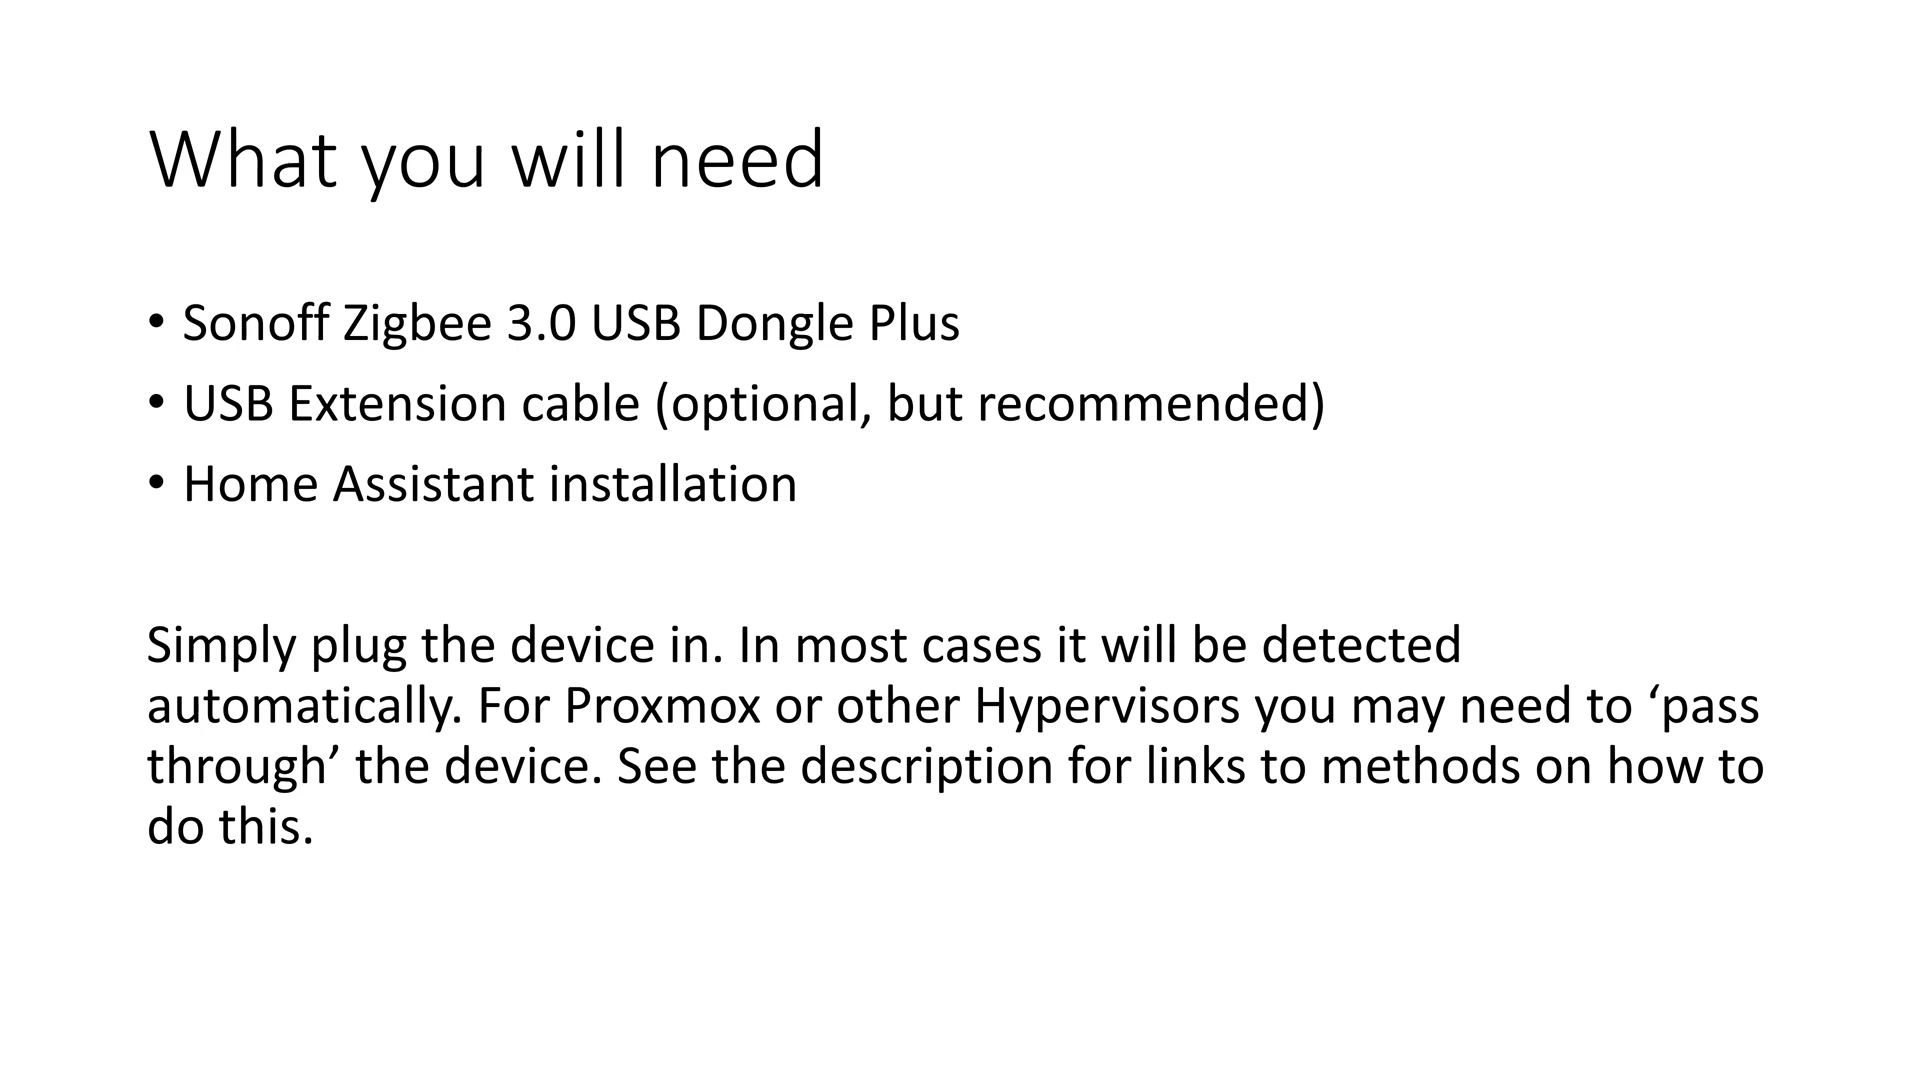 What you will need
• Sonoff Zigbee 3.0 USB Dongle Plus
• USB Extension cable (optional, but recommended)
• Home Assistant installation
Simply plug the device in. In most cases it will be detected
automatically. For Proxmox or other Hypervisors you may need to ‘pass
through’ the device. See the description for links to methods on how to
do this.